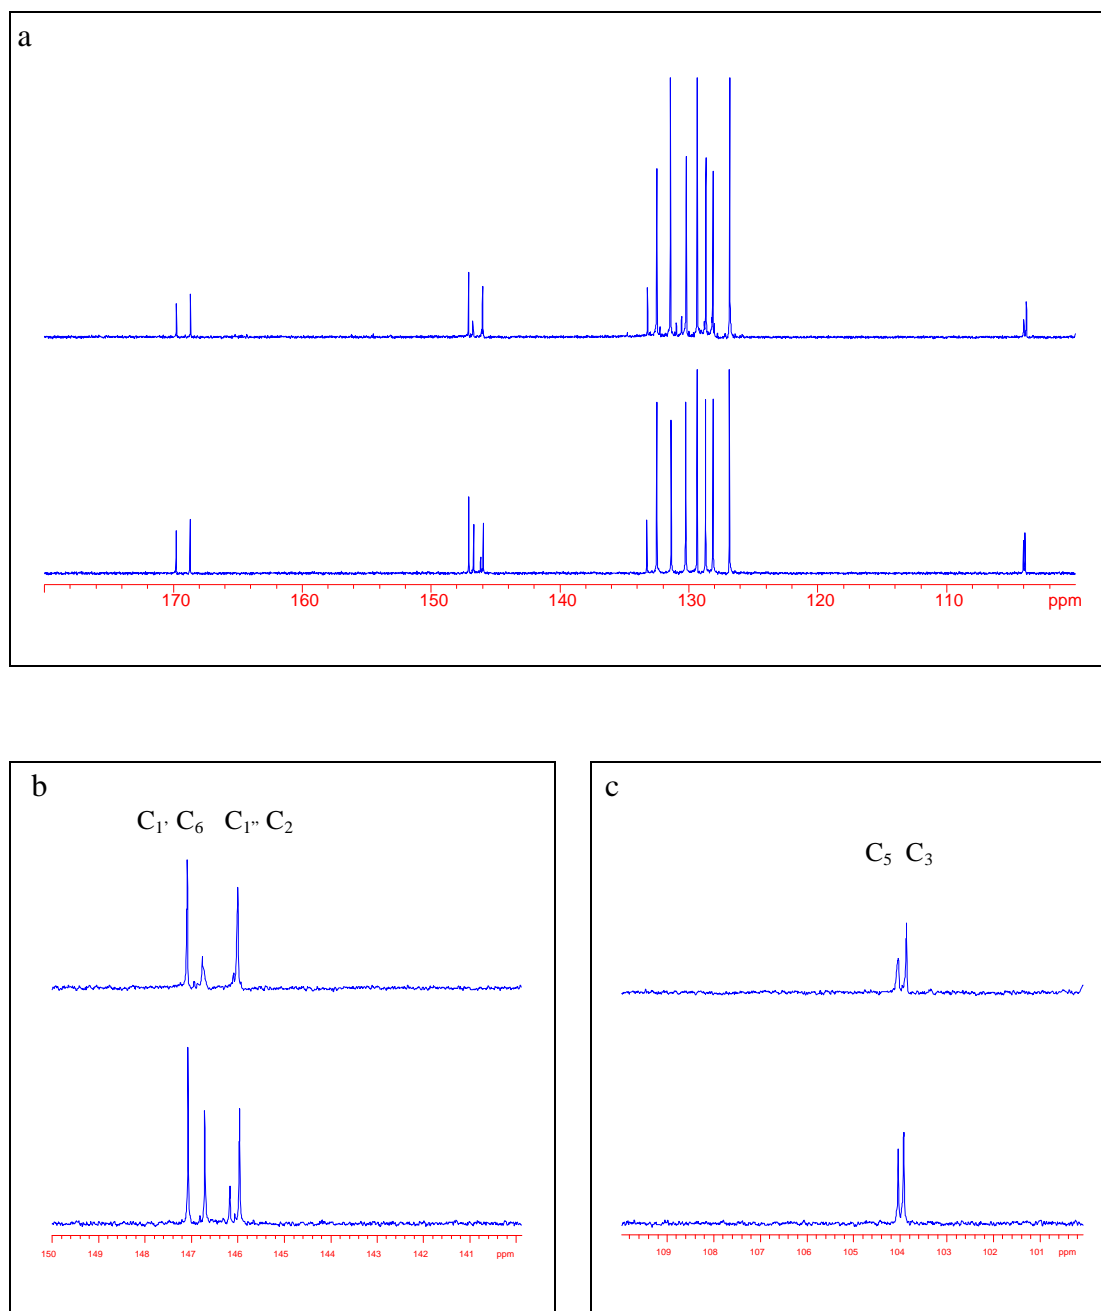 a
170 160 150 140 130 120 110 ppm
b
C₁' C₆ C₁" C₂
150 149 148 147 146 145 144 143 142 141 ppm
c
C₅ C₃
109 108 107 106 105 104 103 102 101 ppm